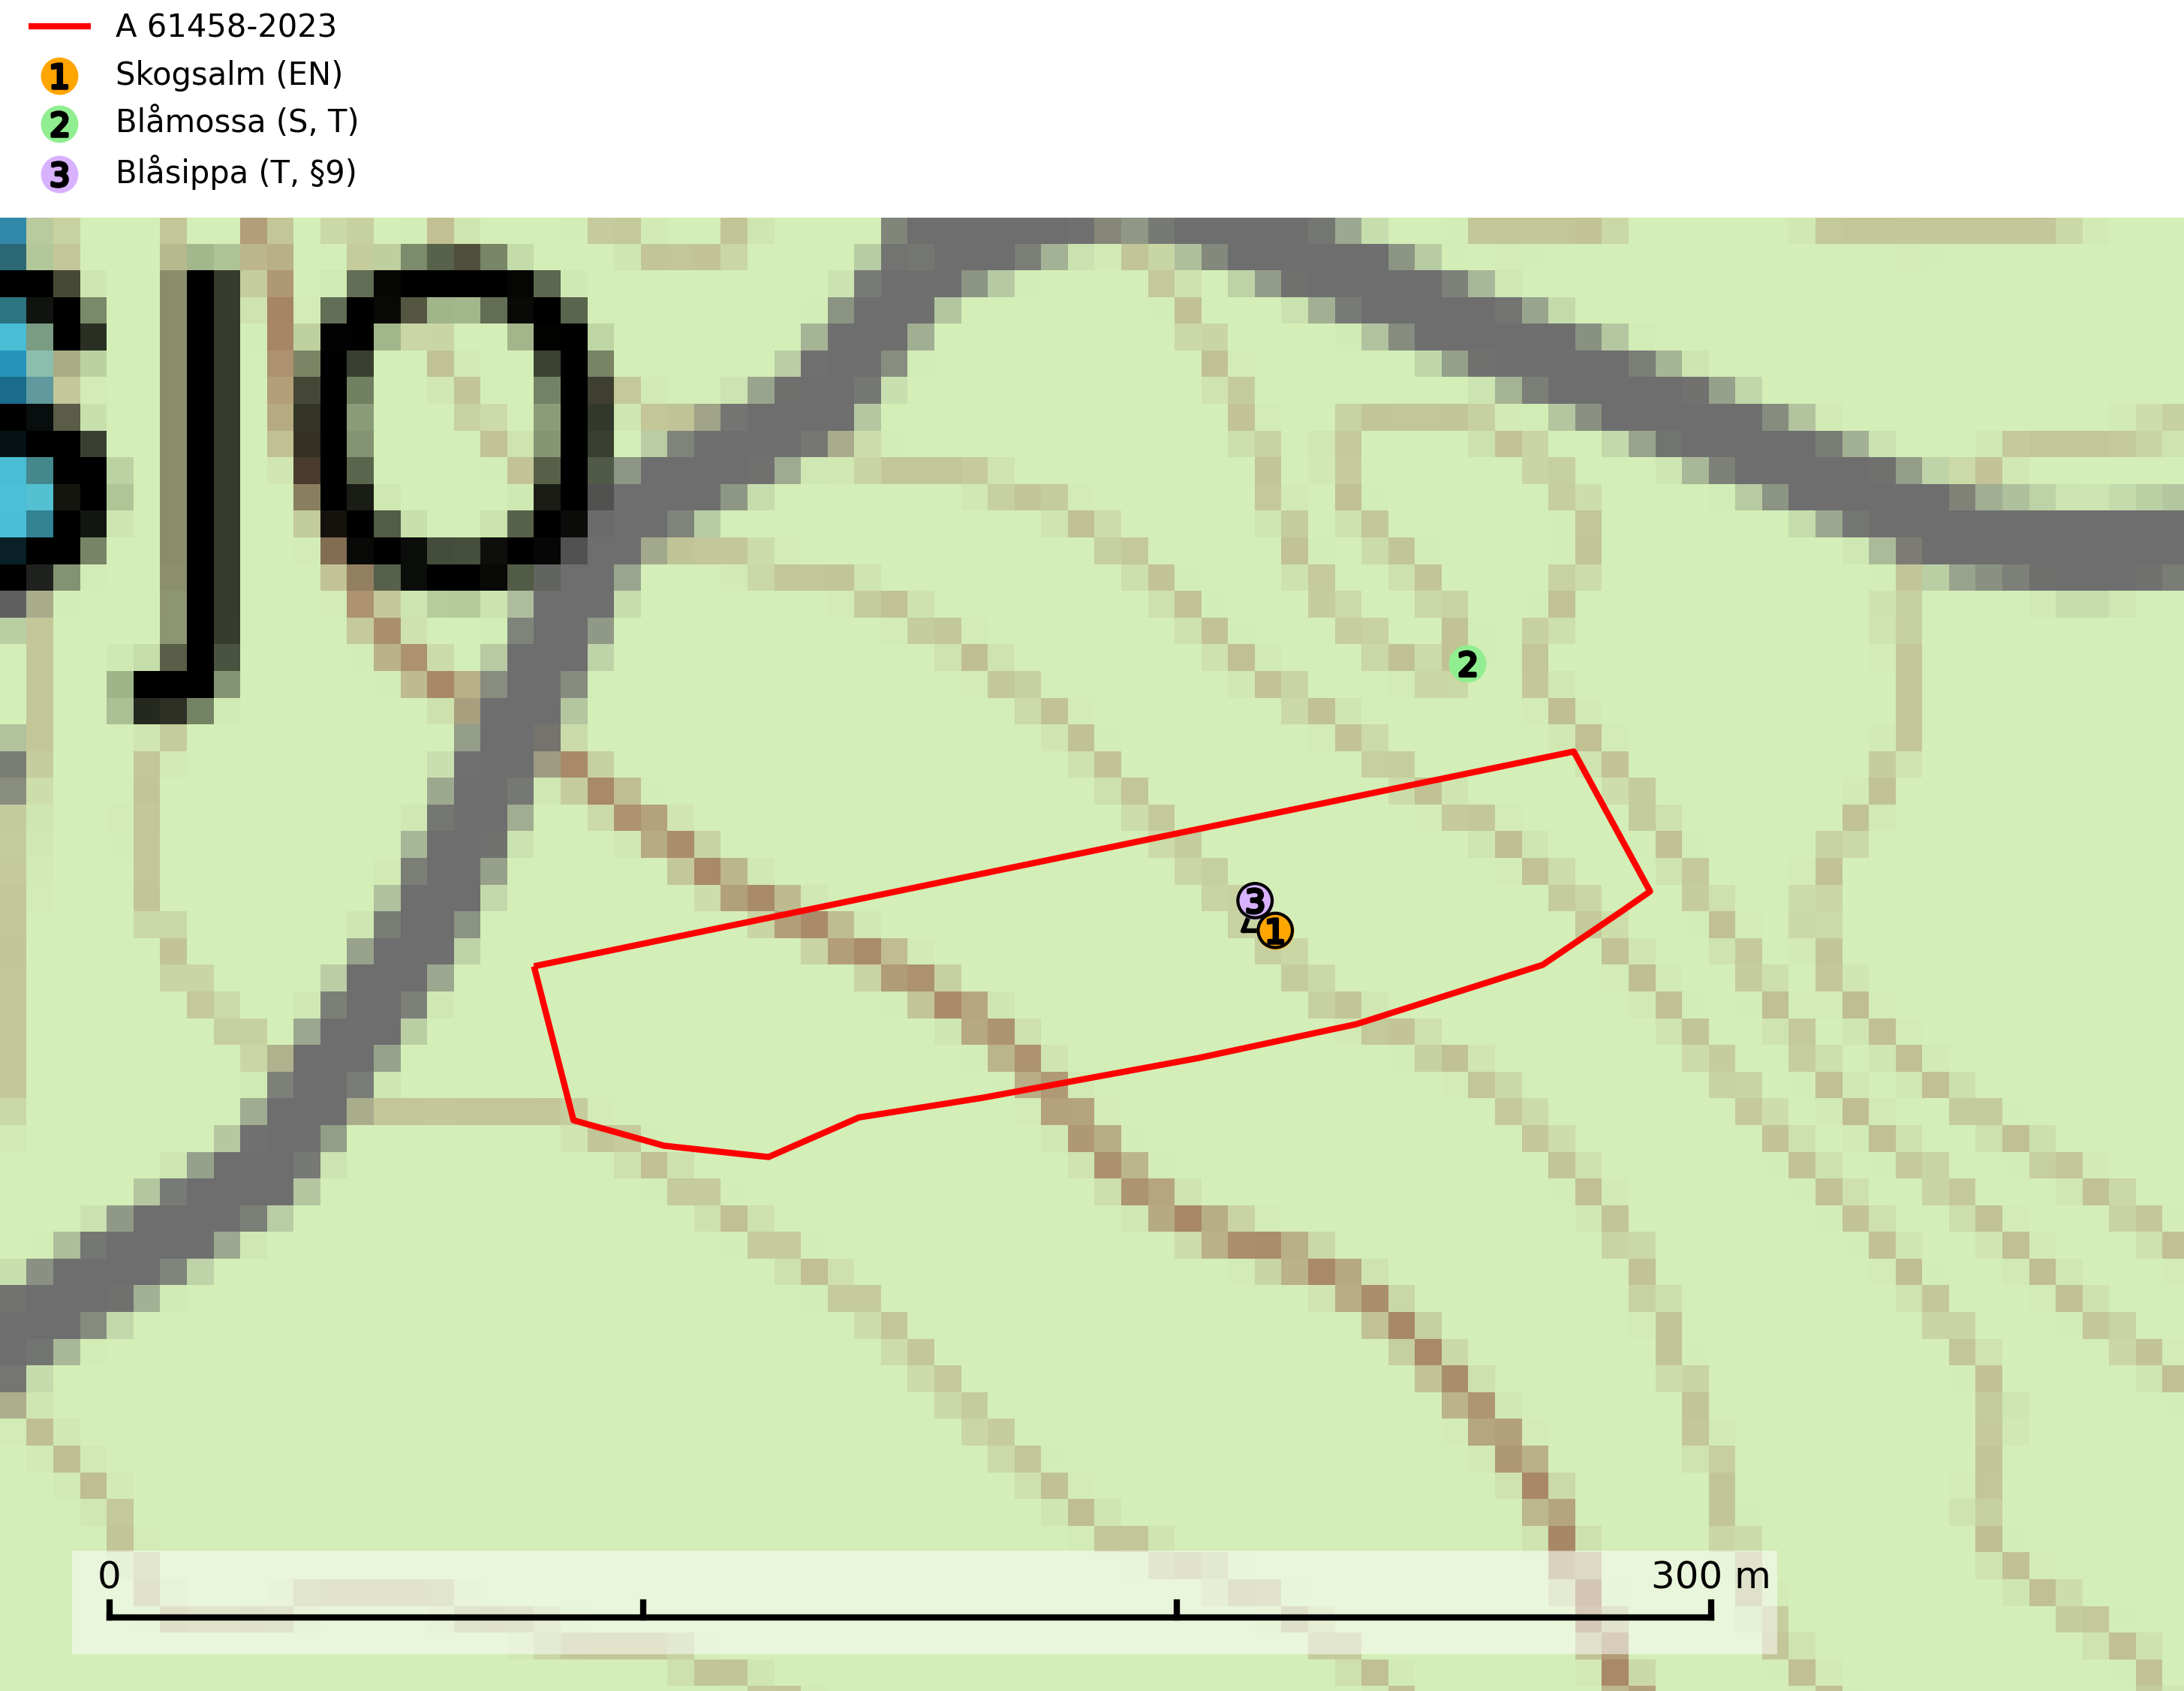 A 61458-2023
1 Skogsalm (EN)
2 Blåmossa (S, T)
3 Blåsippa (T, §9)
2
3
1
0 300 m